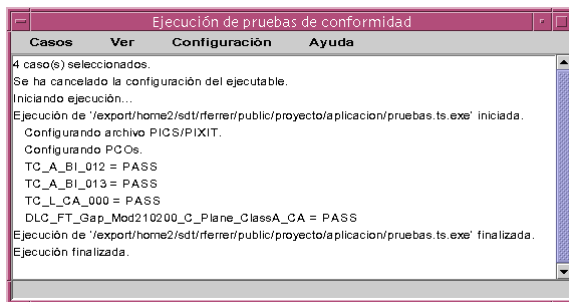 Ejecución de pruebas de conformidad
Casos Ver Configuración Ayuda
4 caso(s) seleccionados.
Se ha cancelado la configuración del ejecutable.
Iniciando ejecución...
Ejecución de '/export/home2/sdt/rferrer/public/proyecto/aplicacion/pruebas.ts.exe' iniciada.
Configurando archivo PICS/PIXIT.
Configurando PCOs.
TC_A_BI_012 = PASS
TC_A_BI_013 = PASS
TC_L_CA_000 = PASS
DLC_FT_Gap_Mod210200_C_Plane_ClassA_CA = PASS
Ejecución de '/export/home2/sdt/rferrer/public/proyecto/aplicacion/pruebas.ts.exe' finalizada.
Ejecución finalizada.